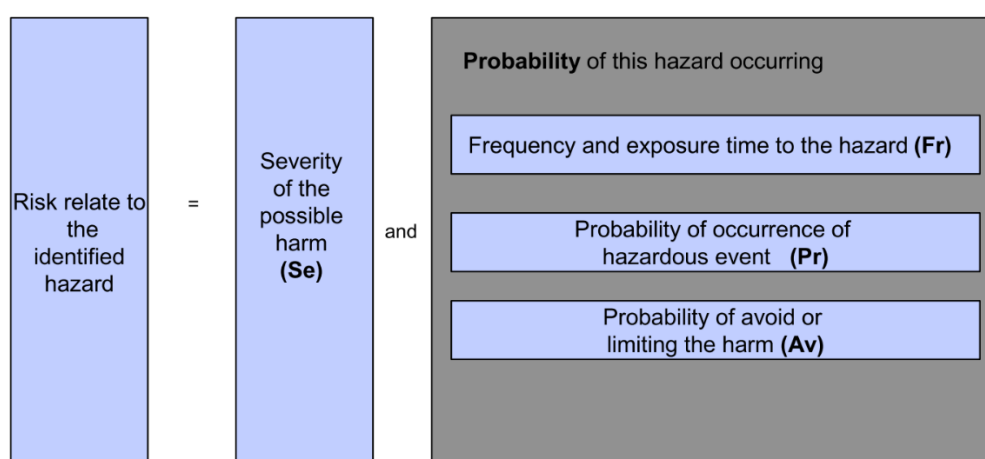 Risk relate to
the
identified
hazard
=
Severity
of the
possible
harm
(Se)
and
Probability of this hazard occurring
Frequency and exposure time to the hazard (Fr)
Probability of occurrence of
hazardous event (Pr)
Probability of avoid or
limiting the harm (Av)